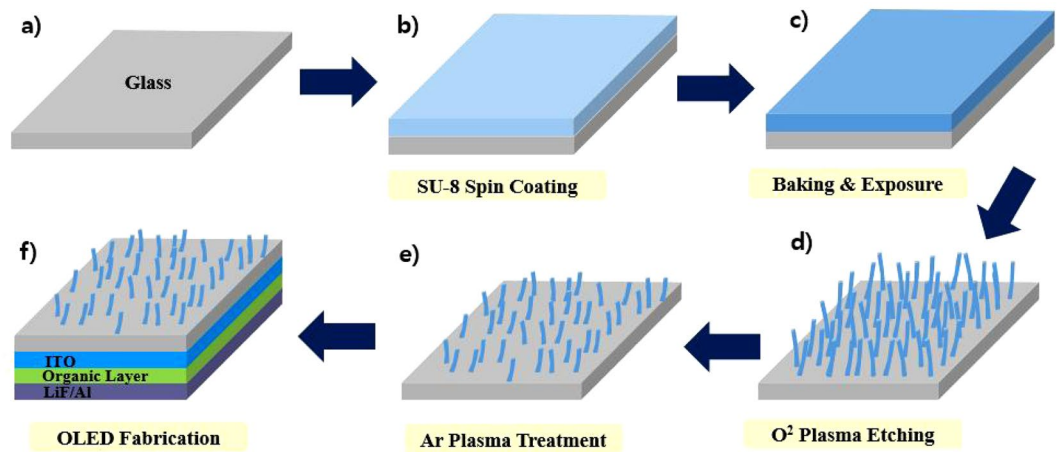 a)
Glass
b)
SU-8 Spin Coating
c)
Baking & Exposure
d)
O² Plasma Etching
e)
Ar Plasma Treatment
f)
ITO
Organic Layer
LiF/Al
OLED Fabrication